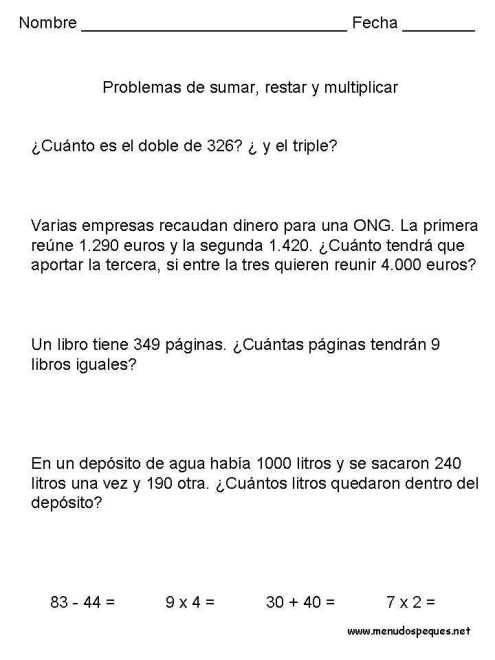 Nombre ______________________________ Fecha ________
Problemas de sumar, restar y multiplicar
¿Cuánto es el doble de 326? ¿ y el triple?
Varias empresas recaudan dinero para una ONG. La primera
reúne 1.290 euros y la segunda 1.420. ¿Cuánto tendrá que
aportar la tercera, si entre la tres quieren reunir 4.000 euros?
Un libro tiene 349 páginas. ¿Cuántas páginas tendrán 9
libros iguales?
En un depósito de agua había 1000 litros y se sacaron 240
litros una vez y 190 otra. ¿Cuántos litros quedaron dentro del
depósito?
83 - 44 = 9 x 4 = 30 + 40 = 7 x 2 =
www.menudospeques.net